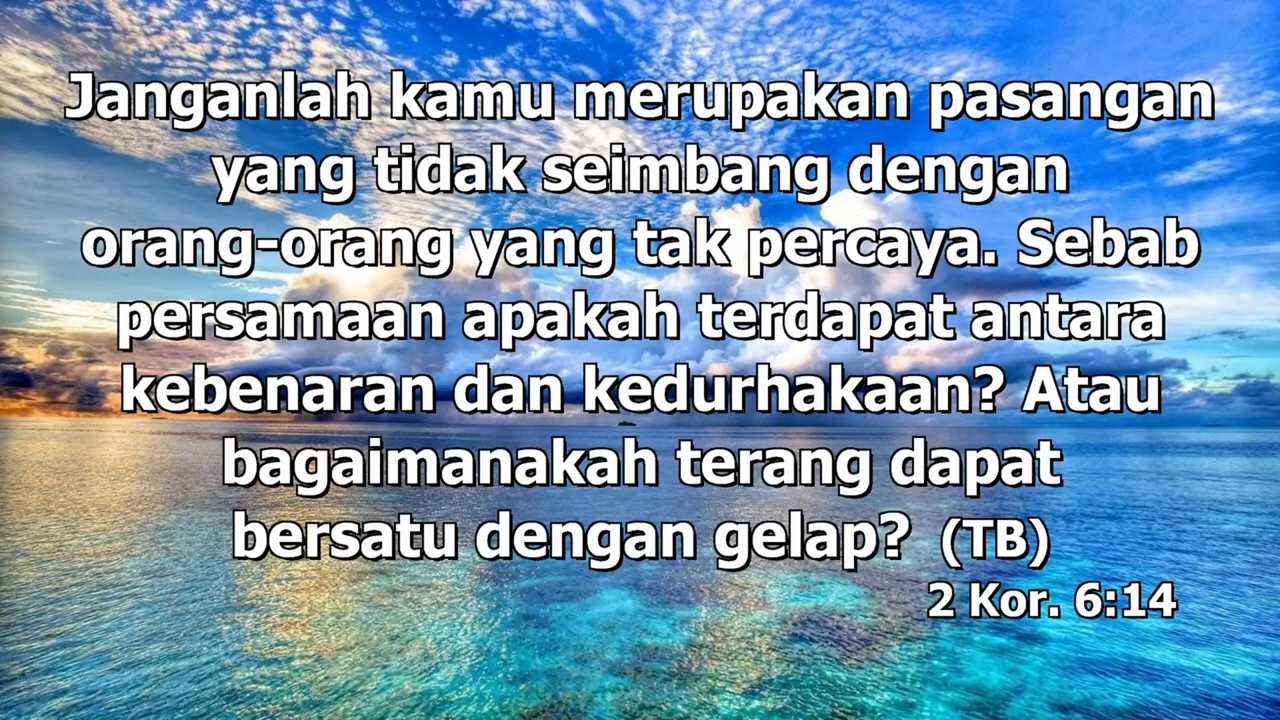 Janganlah kamu merupakan pasangan
yang tidak seimbang dengan
orang-orang yang tak percaya. Sebab
persamaan apakah terdapat antara
kebenaran dan kedurhakaan? Atau
bagaimanakah terang dapat
bersatu dengan gelap? (TB)
2 Kor. 6:14